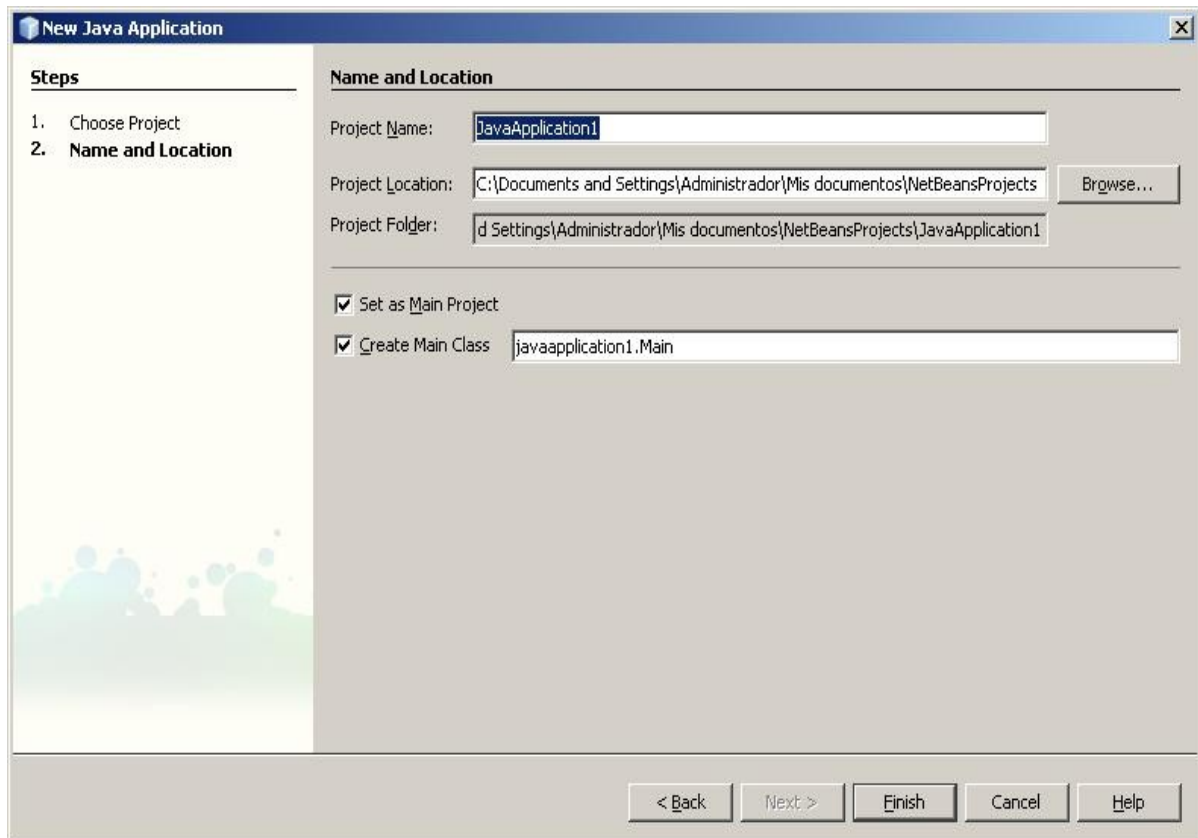 New Java Application
Steps
1. Choose Project
2. Name and Location
Name and Location
Project Name: JavaApplication1
Project Location: C:\Documents and Settings\Administrador\Mis documentos\NetBeansProjects Browse...
Project Folder: d Settings\Administrador\Mis documentos\NetBeansProjects\JavaApplication1
Set as Main Project
Create Main Class javaapplication1.Main
< Back Next > Finish Cancel Help